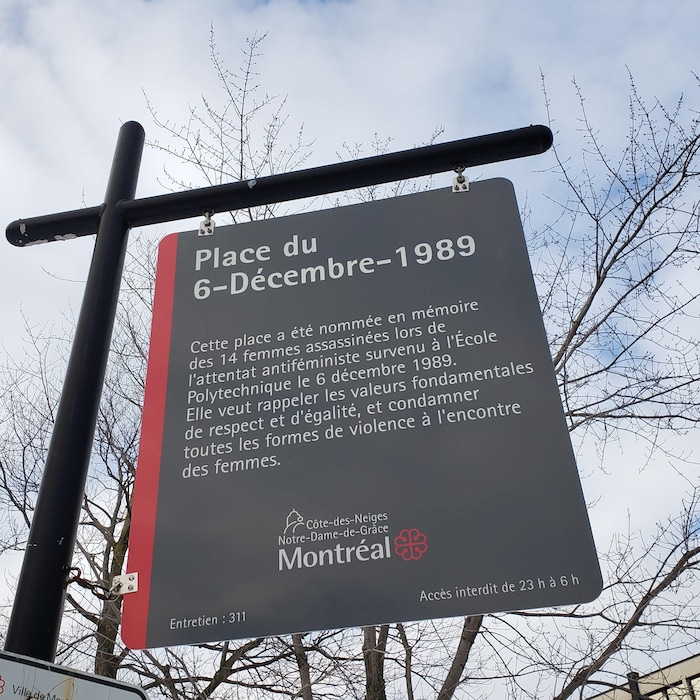 Place du
6-Décembre-1989
Cette place a été nommée en mémoire
des 14 femmes assassinées lors de
l'attentat antiféministe survenu à l'École
Polytechnique le 6 décembre 1989.
Elle veut rappeler les valeurs fondamentales
de respect et d'égalité, et condamner
toutes les formes de violence à l'encontre
des femmes.
Côte-des-Neiges
Notre-Dame-de-Grâce
Montréal
Accès interdit de 23 h à 6 h
Entretien : 311
Ville de